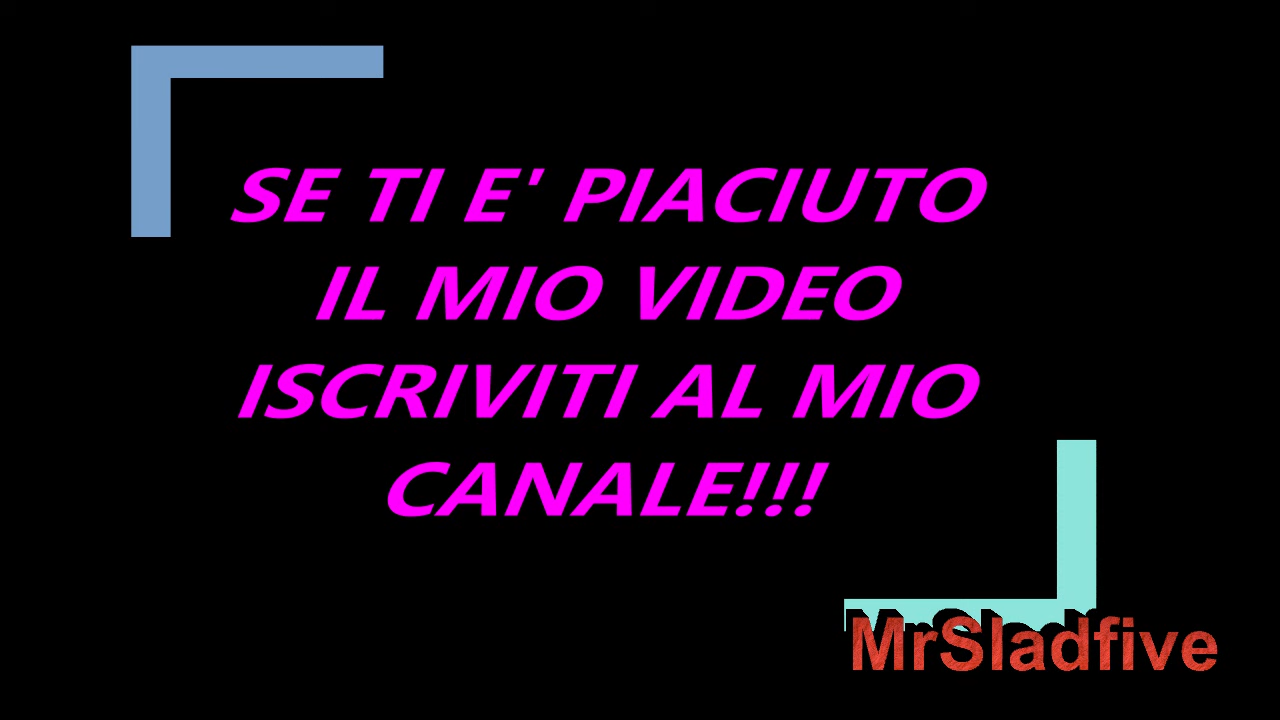 SE TI E' PIACIUTO
IL MIO VIDEO
ISCRIVITI AL MIO
CANALE!!!
MrSladfive